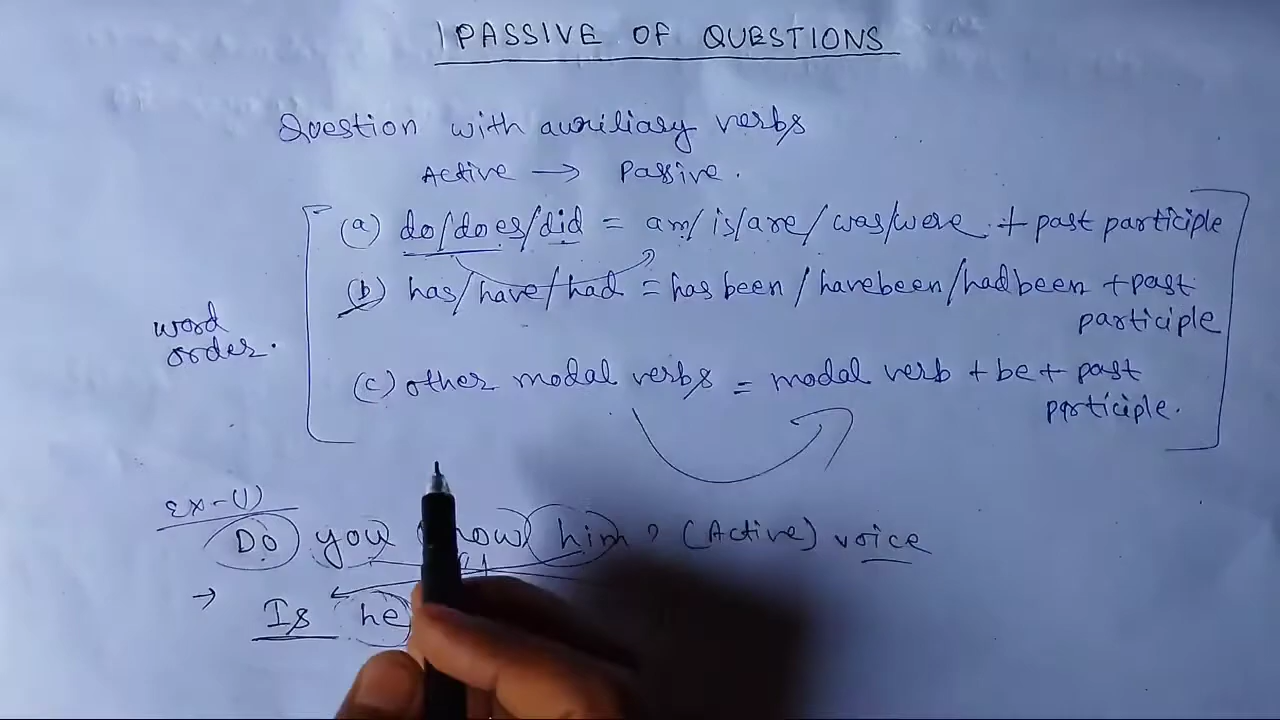 PASSIVE OF QUESTIONS
Question with auxiliary verbs
Active → Passive.
(a) do/does/did = am/is/are/was/were + past participle
(b) has/have/had = has been / have been / had been + past
participle
word
order.
(c) other modal verbs = modal verb + be + past
participle.
Ex-(1)
Do you know him ? (Active) voice
→ Is he